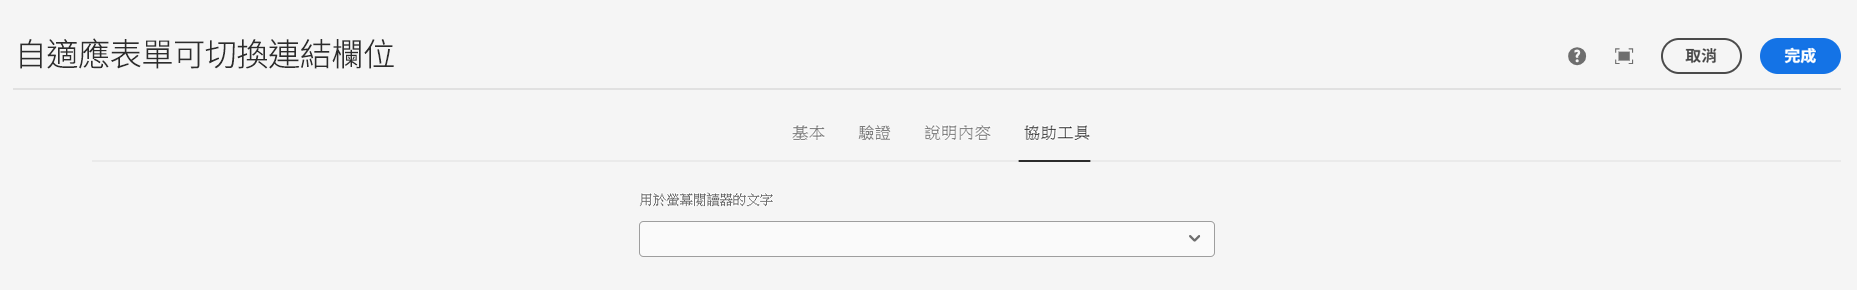 自適應表單可切換連結欄位
取消
完成
基本
驗證
說明內容
協助工具
用於螢幕閱讀器的文字